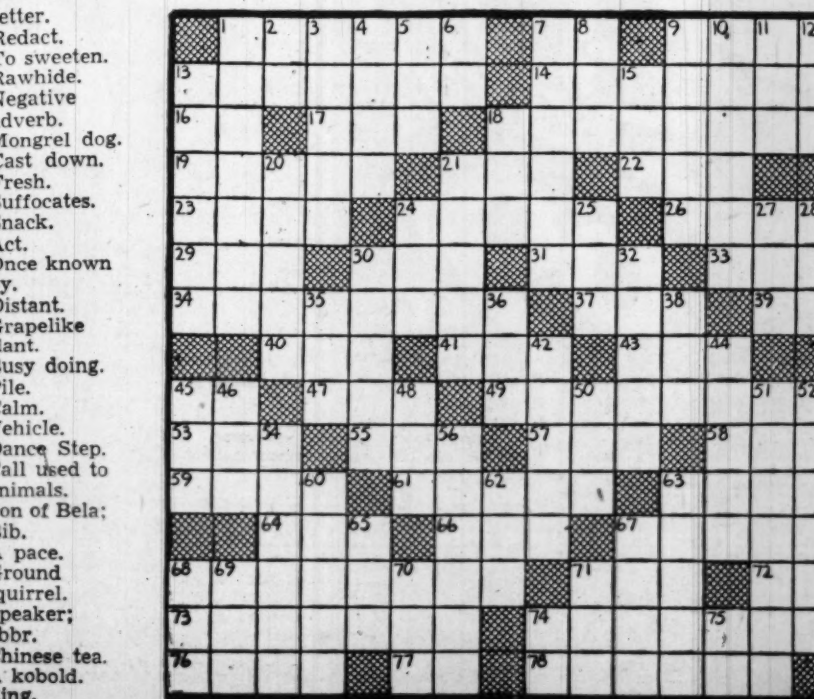 etter.
Redact.
To sweeten.
Rawhide.
Negative
dverb.
Mongrel dog.
Cast down.
Fresh.
uffocates.
nack.
Act.
Once known
y.
Distant.
Grapelike
lant.
Busy doing.
ile.
alm.
ehicle.
Dance Step.
all used to
nimals.
on of Bela;
ib.
pace.
Ground
quirrel.
peaker;
bbr.
hinese tea.
kobold.
ing.
1 2 3 4 5 6 7 8 9 10 11 12
13 14 15
16 17 18
19 20 21 22
23 24 25 26 27 28
29 30 31 32 33
34 35 36 37 38 39
40 41 42 43 44
45 46 47 48 49 50 51 52
53 54 55 56 57 58
59 60 61 62 63
64 65 66 67
68 69 70 71 72
73 74 75
76 77 78